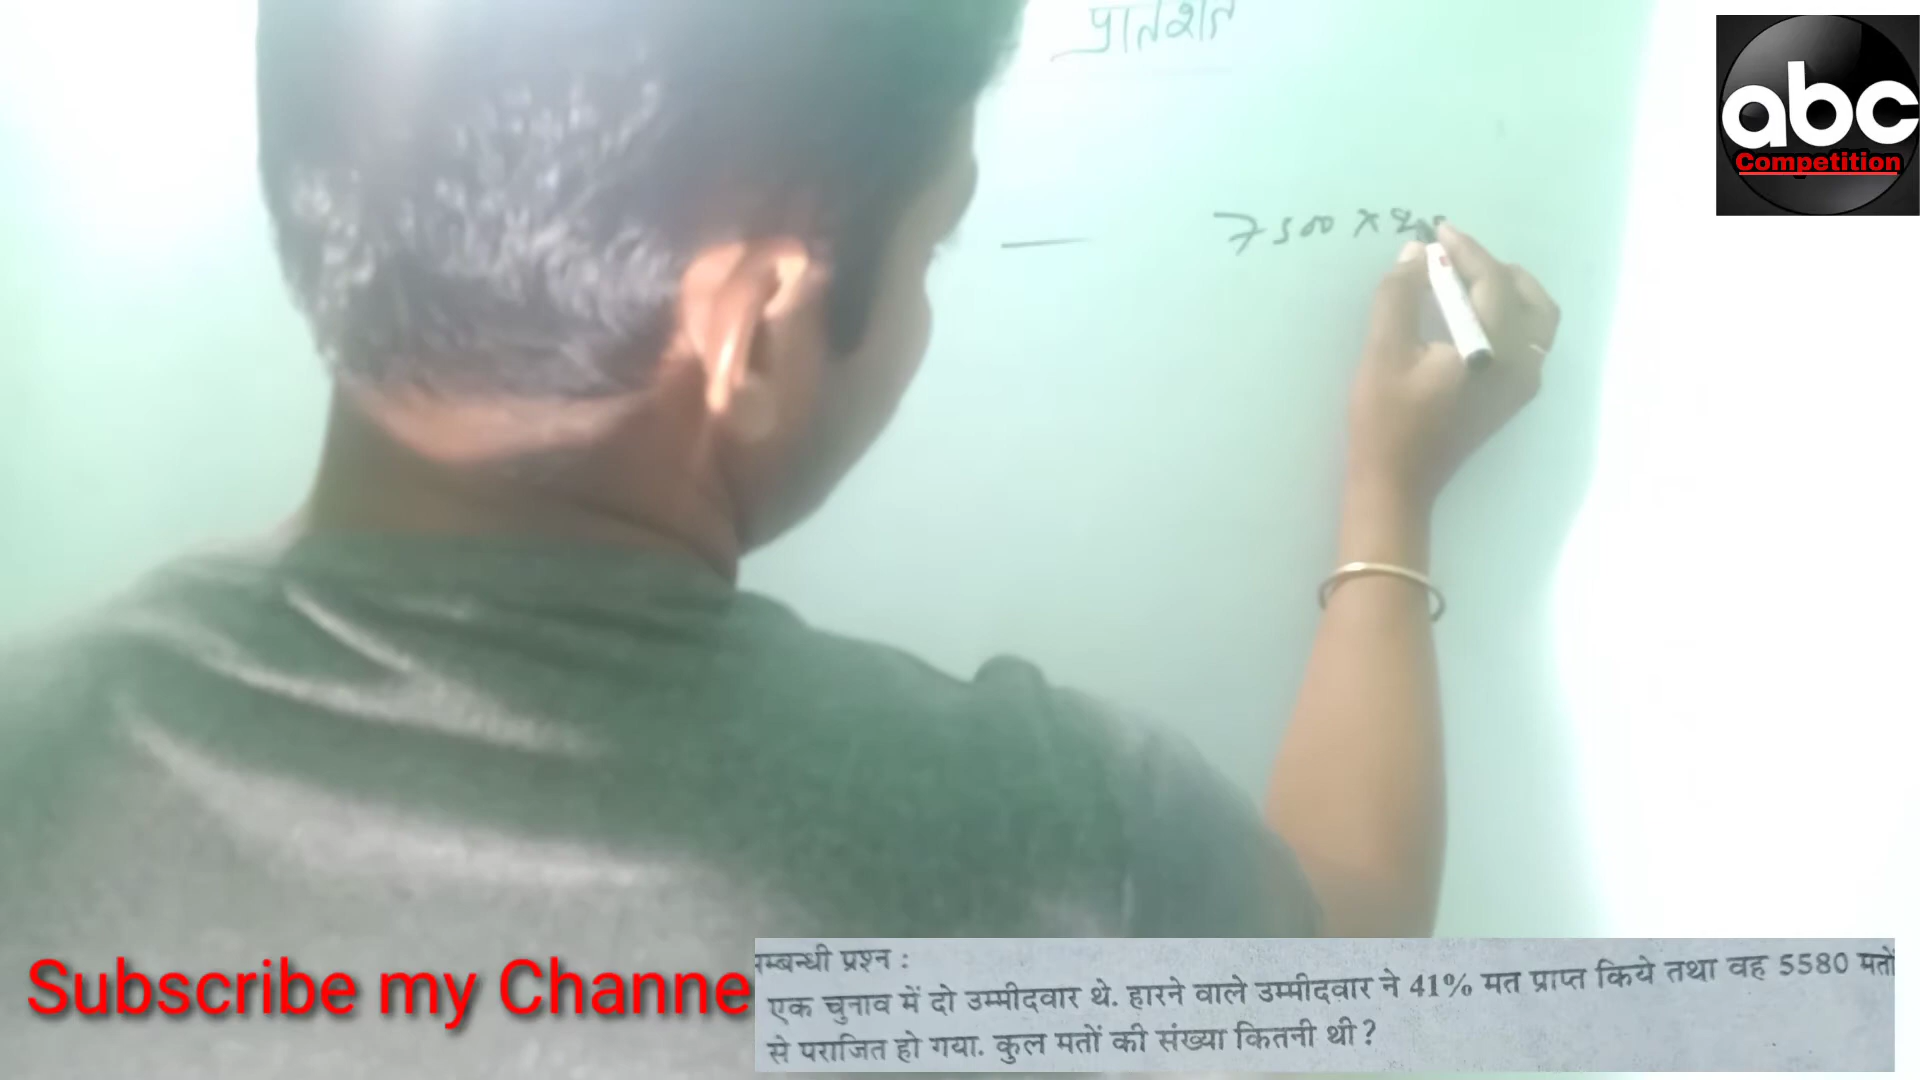 प्रतिशत
abc
Competition
7500 x
Subscribe my Channe
म्बन्धी प्रश्न :
एक चुनाव में दो उम्मीदवार थे. हारने वाले उम्मीदवार ने 41% मत प्राप्त किये तथा वह 5580 मतों
से पराजित हो गया. कुल मतों की संख्या कितनी थी ?